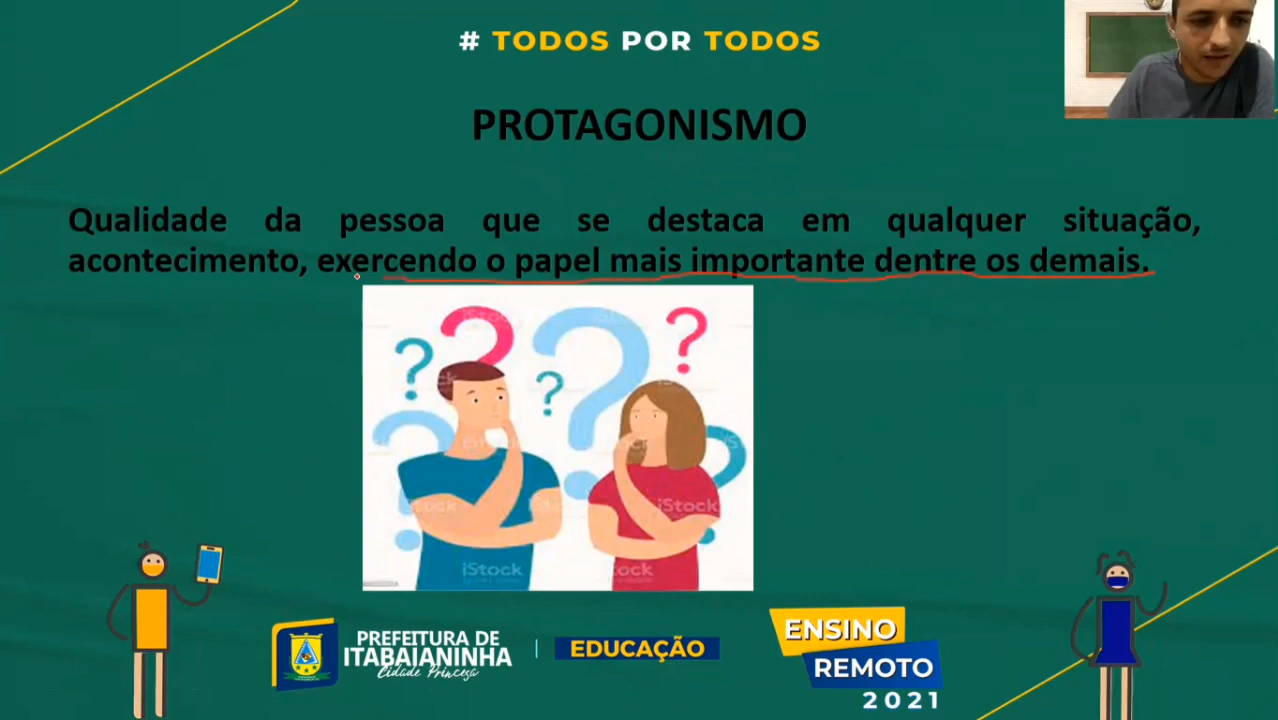 # TODOS POR TODOS
PROTAGONISMO
Qualidade da pessoa que se destaca em qualquer situação,
acontecimento, exercendo o papel mais importante dentre os demais.
iStock
iStock
iStock
PREFEITURA DE
ITABAIANINHA
Cidade Princesa
EDUCAÇÃO
ENSINO
REMOTO
2021